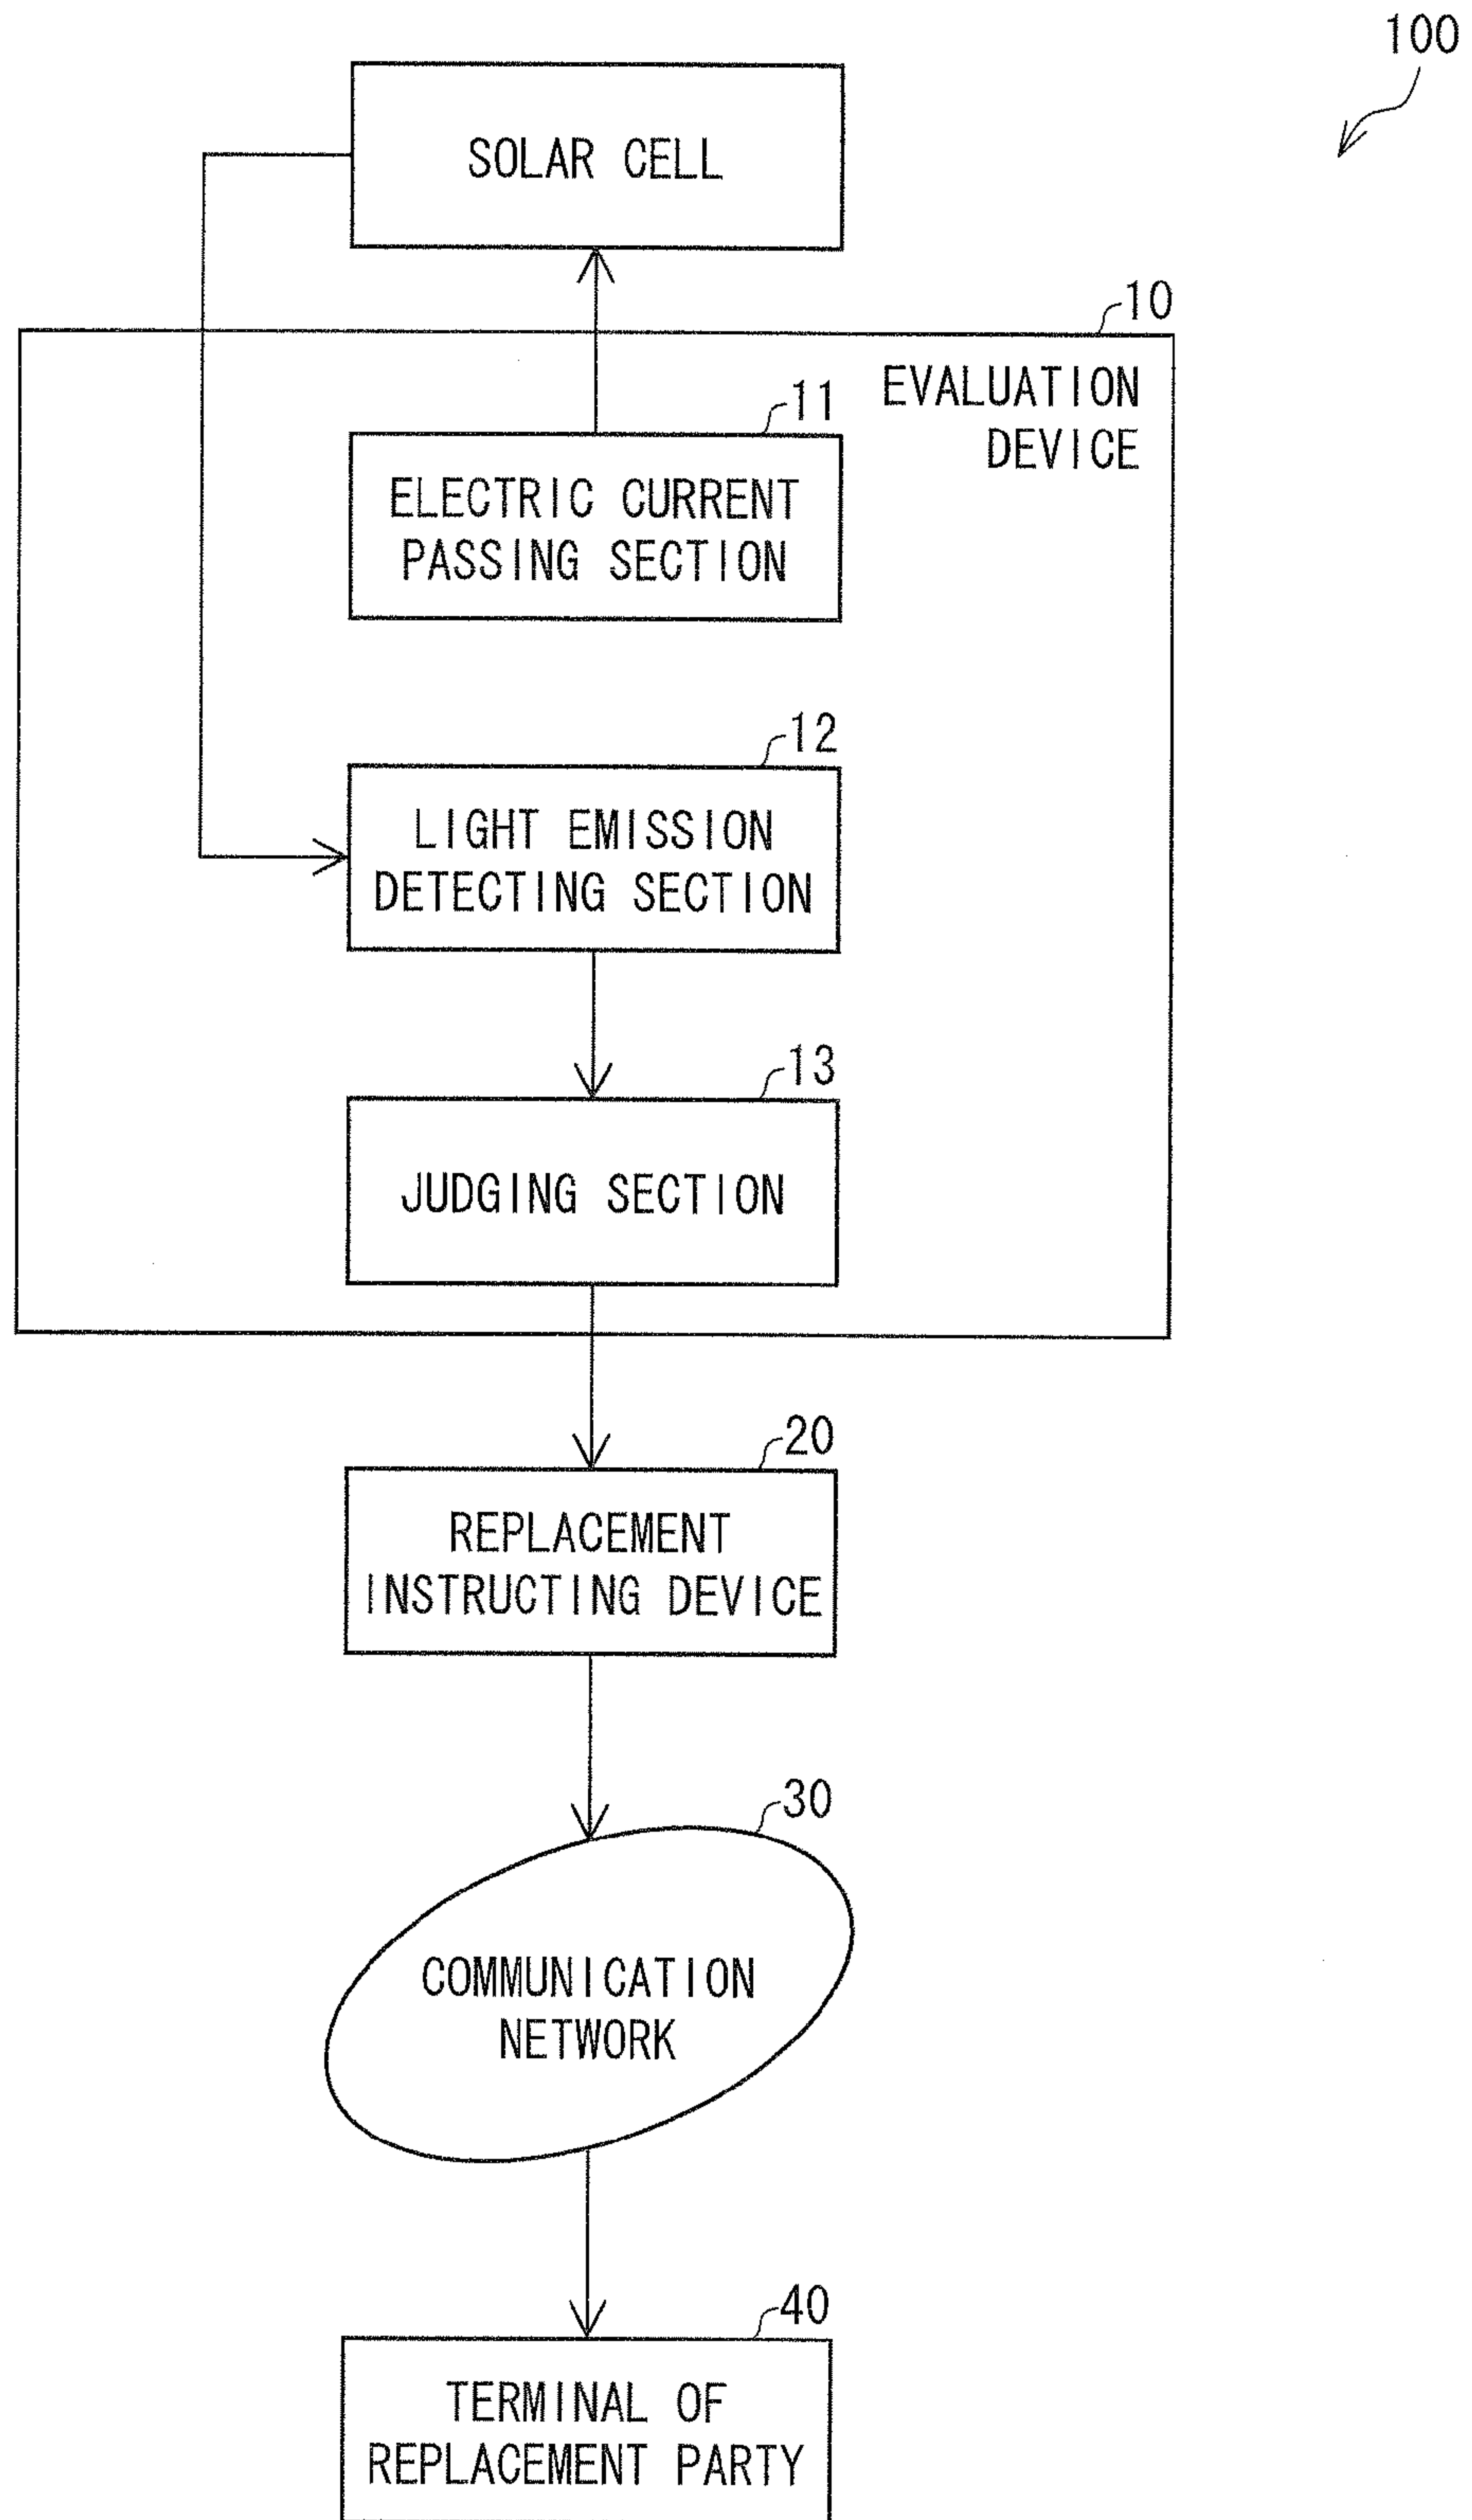 100
SOLAR CELL
10
EVALUATION
DEVICE
11
ELECTRIC CURRENT
PASSING SECTION
12
LIGHT EMISSION
DETECTING SECTION
13
JUDGING SECTION
20
REPLACEMENT
INSTRUCTING DEVICE
30
COMMUNICATION
NETWORK
40
TERMINAL OF
REPLACEMENT PARTY